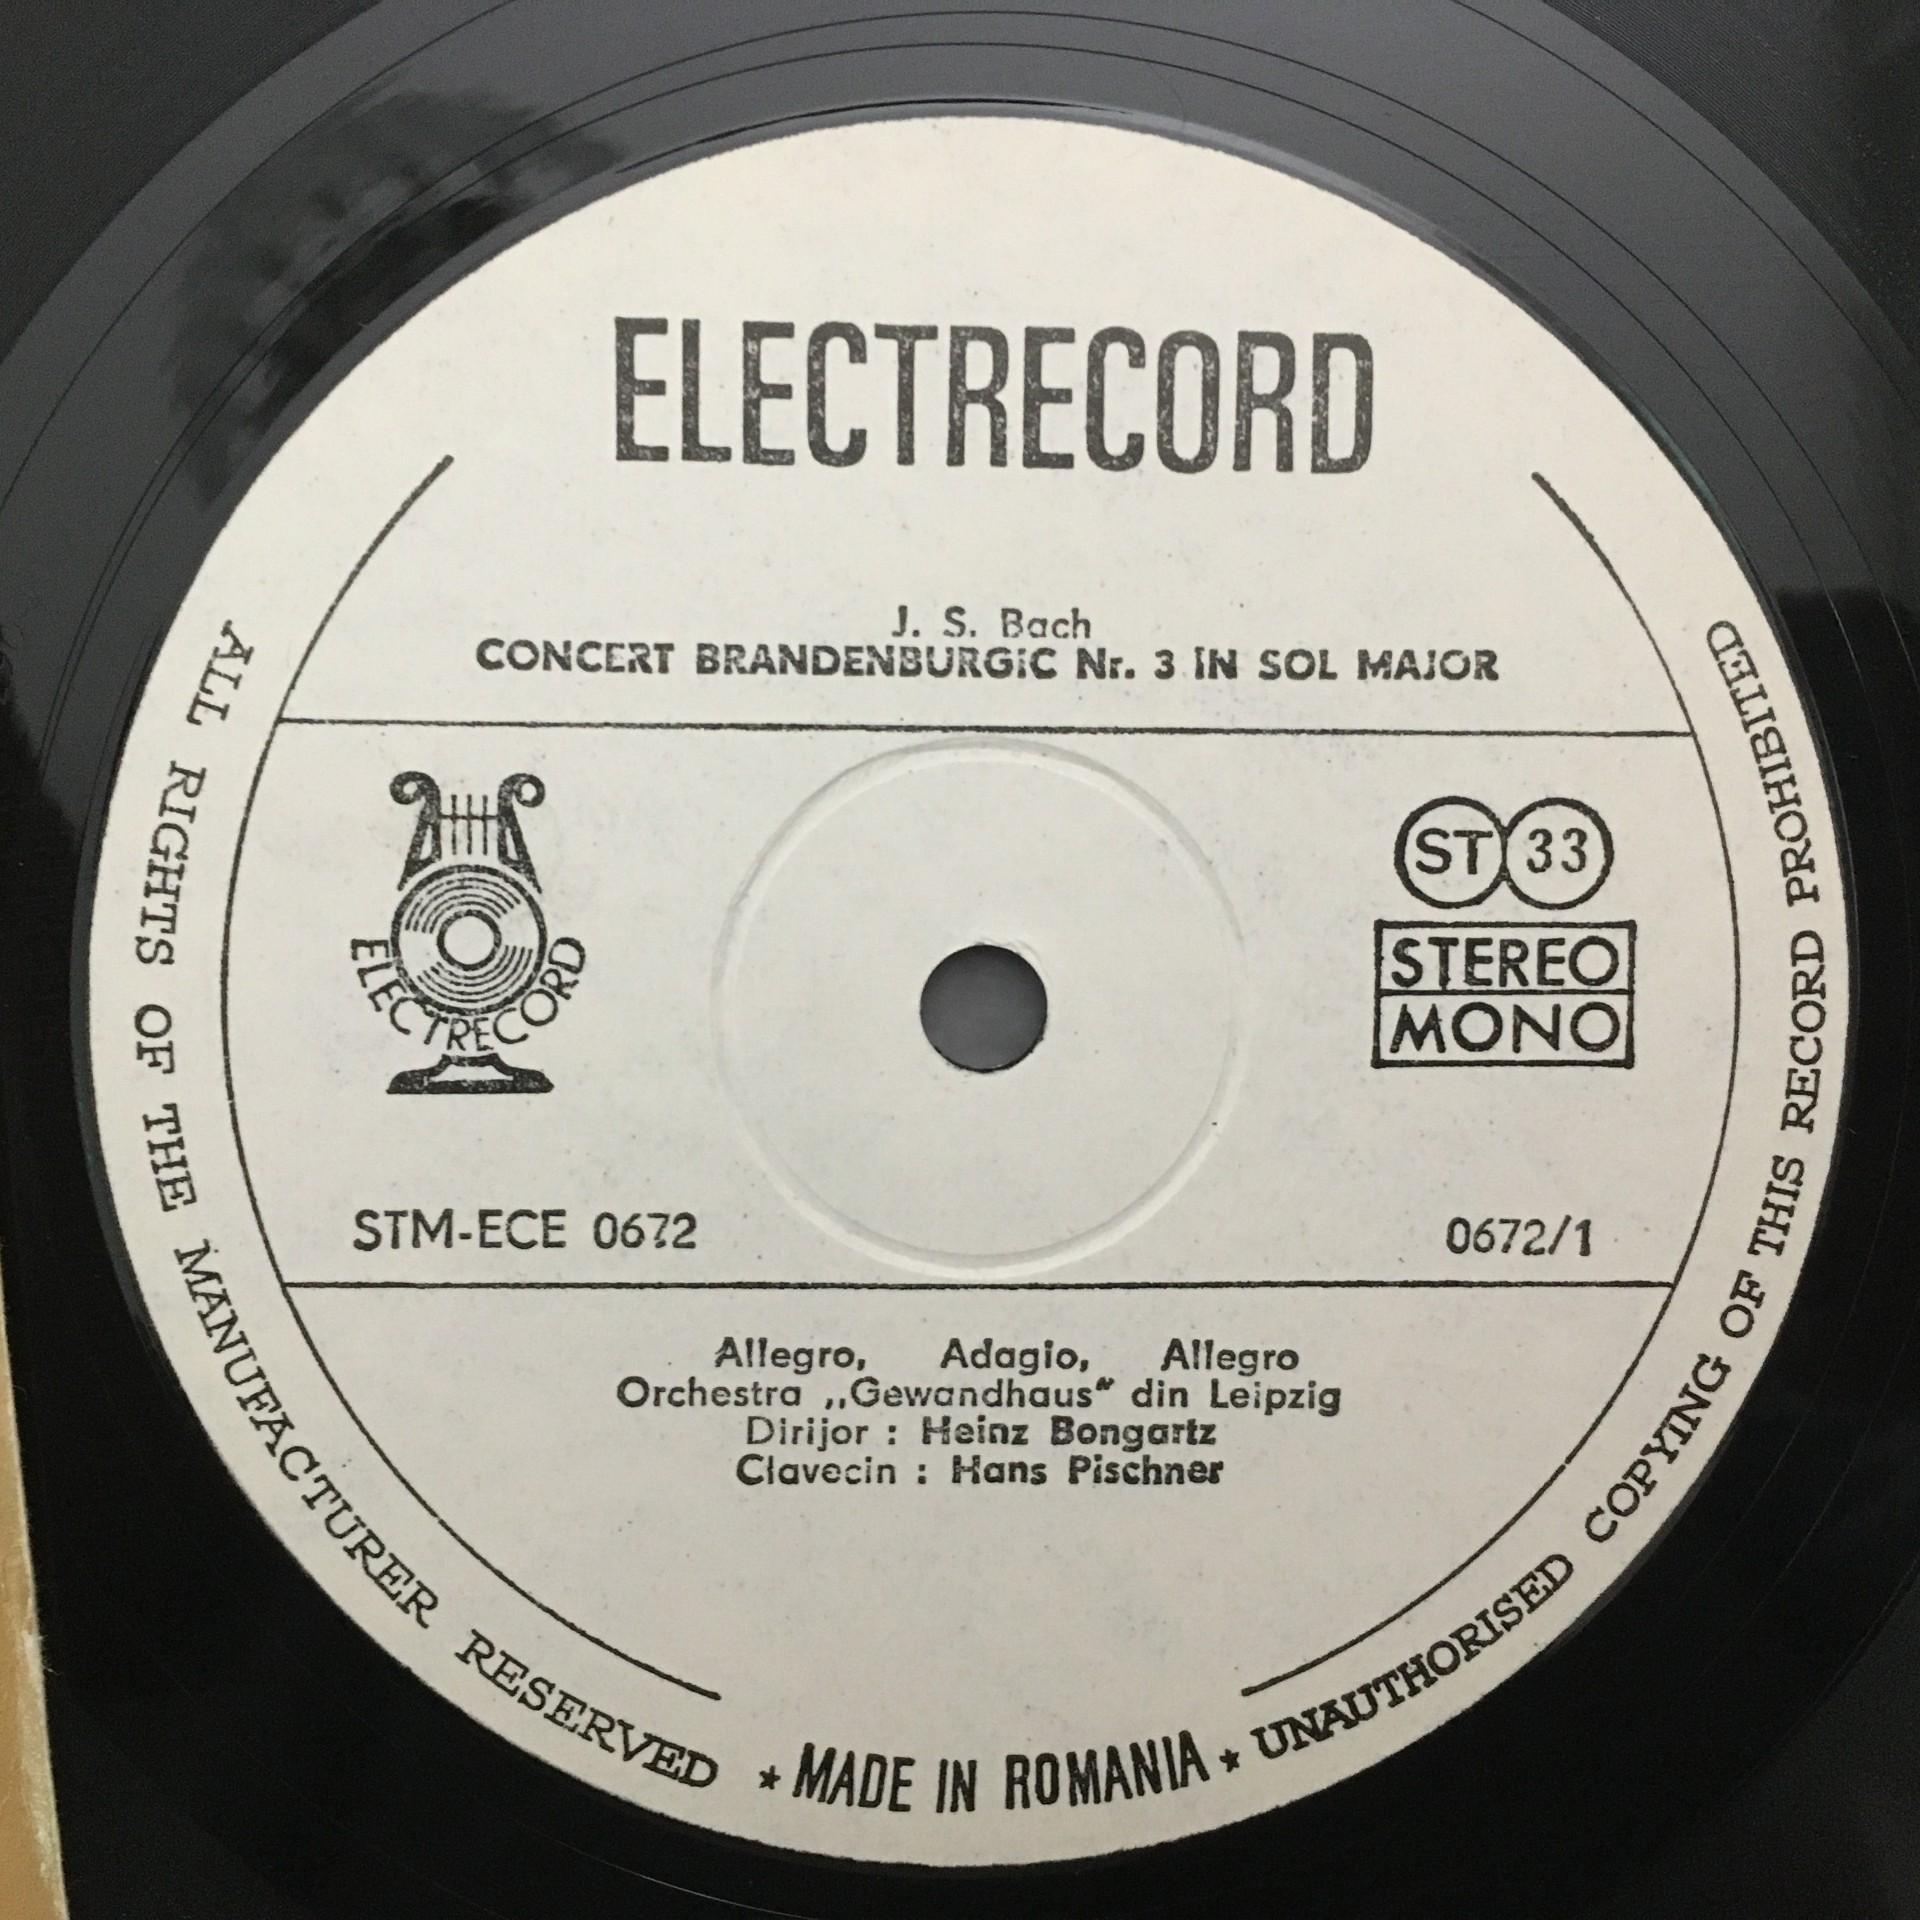 ELECTRECORD
J. S. Bach
CONCERT BRANDENBURGIC Nr. 3 IN SOL MAJOR
ELECTRECORD
ST 33
STEREO
MONO
STM-ECE 0672
0672/1
Allegro, Adagio, Allegro
Orchestra „Gewandhaus“ din Leipzig
Dirijor : Heinz Bongartz
Clavecin : Hans Pischner
ALL RIGHTS OF THE MANUFACTURER RESERVED ★ MADE IN ROMANIA ★ UNAUTHORISED COPYING OF THIS RECORD PROHIBITED